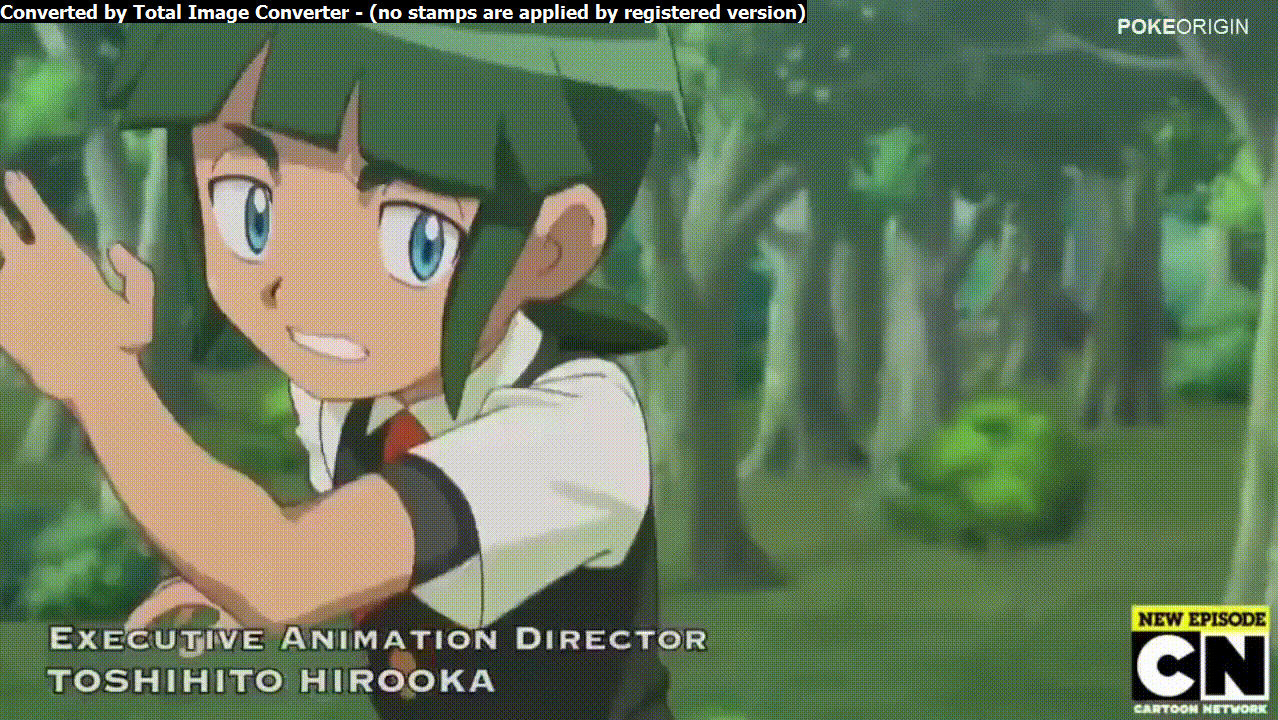 Converted by Total Image Converter - (no stamps are applied by registered version)
POKEORIGIN
EXECUTIVE ANIMATION DIRECTOR
TOSHIHITO HIROOKA
NEW EPISODE
CN
CARTOON NETWORK